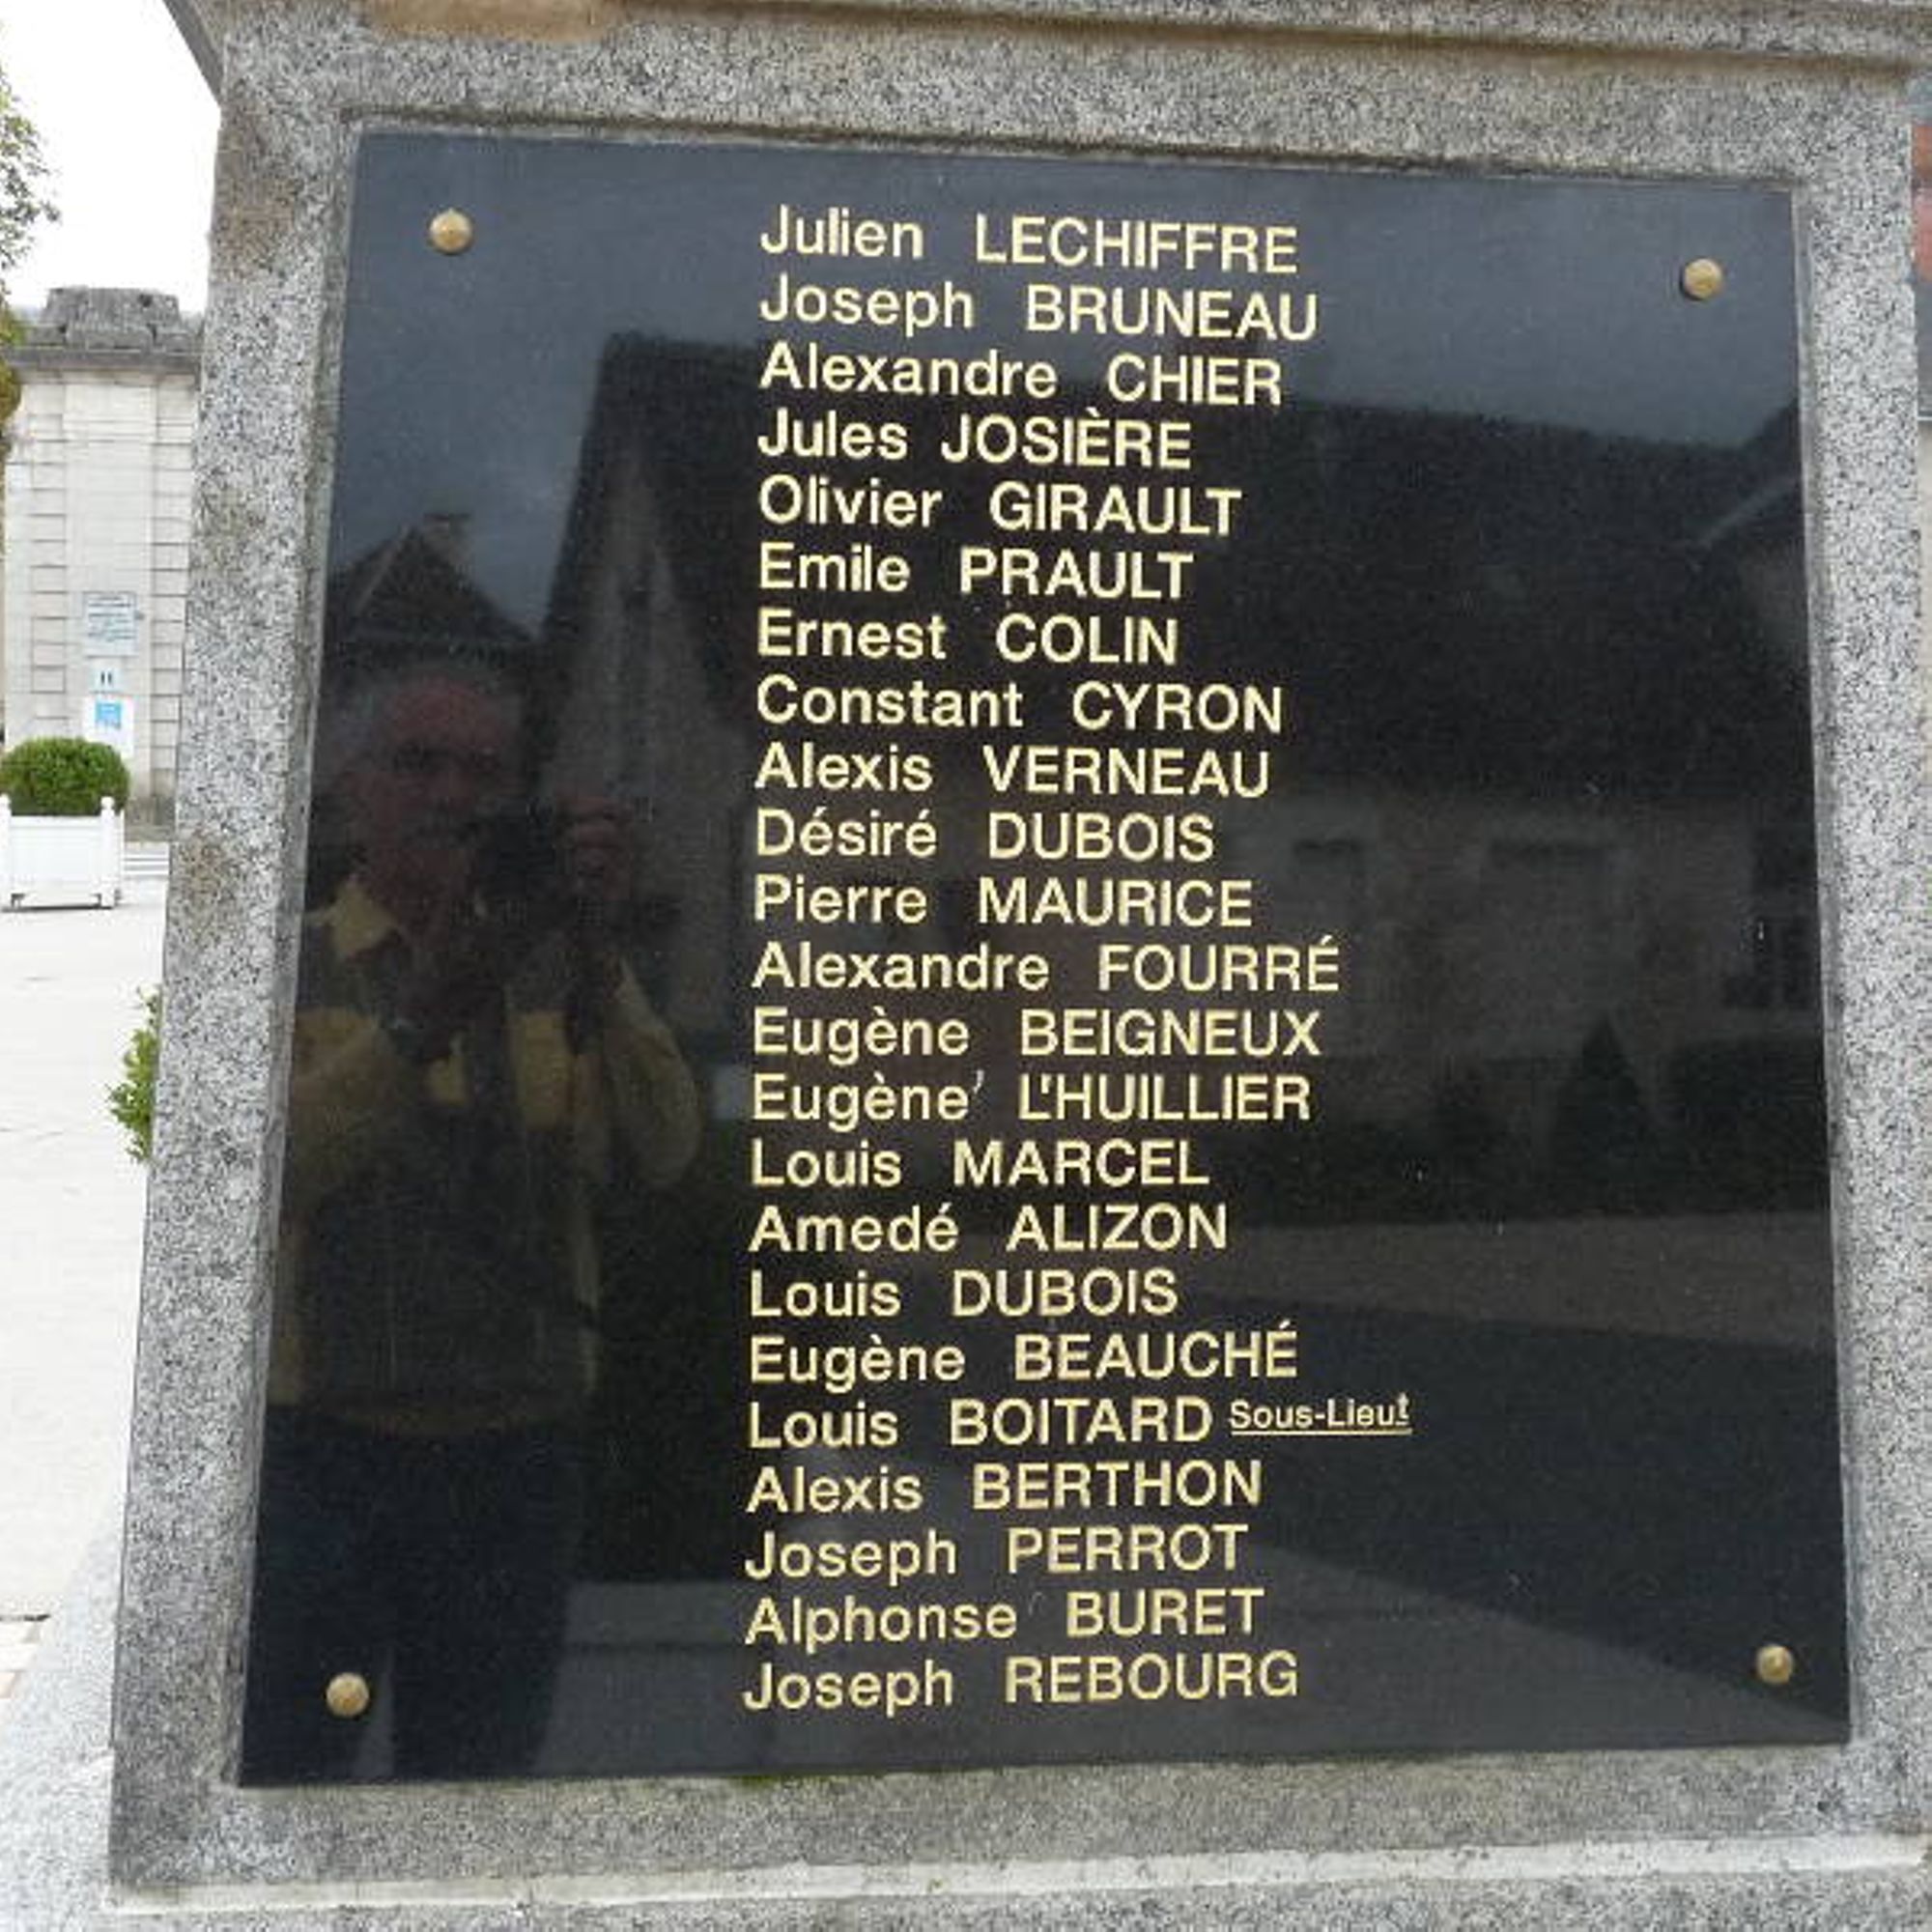 Julien LECHIFFRE
Joseph BRUNEAU
Alexandre CHIER
Jules JOSIÈRE
Olivier GIRAULT
Emile PRAULT
Ernest COLIN
Constant CYRON
Alexis VERNEAU
Désiré DUBOIS
Pierre MAURICE
Alexandre FOURRÉ
Eugène BEIGNEUX
Eugène L'HUILLIER
Louis MARCEL
Amedé ALIZON
Louis DUBOIS
Eugène BEAUCHÉ
Louis BOITARD Sous-Lieut
Alexis BERTHON
Joseph PERROT
Alphonse BURET
Joseph REBOURG